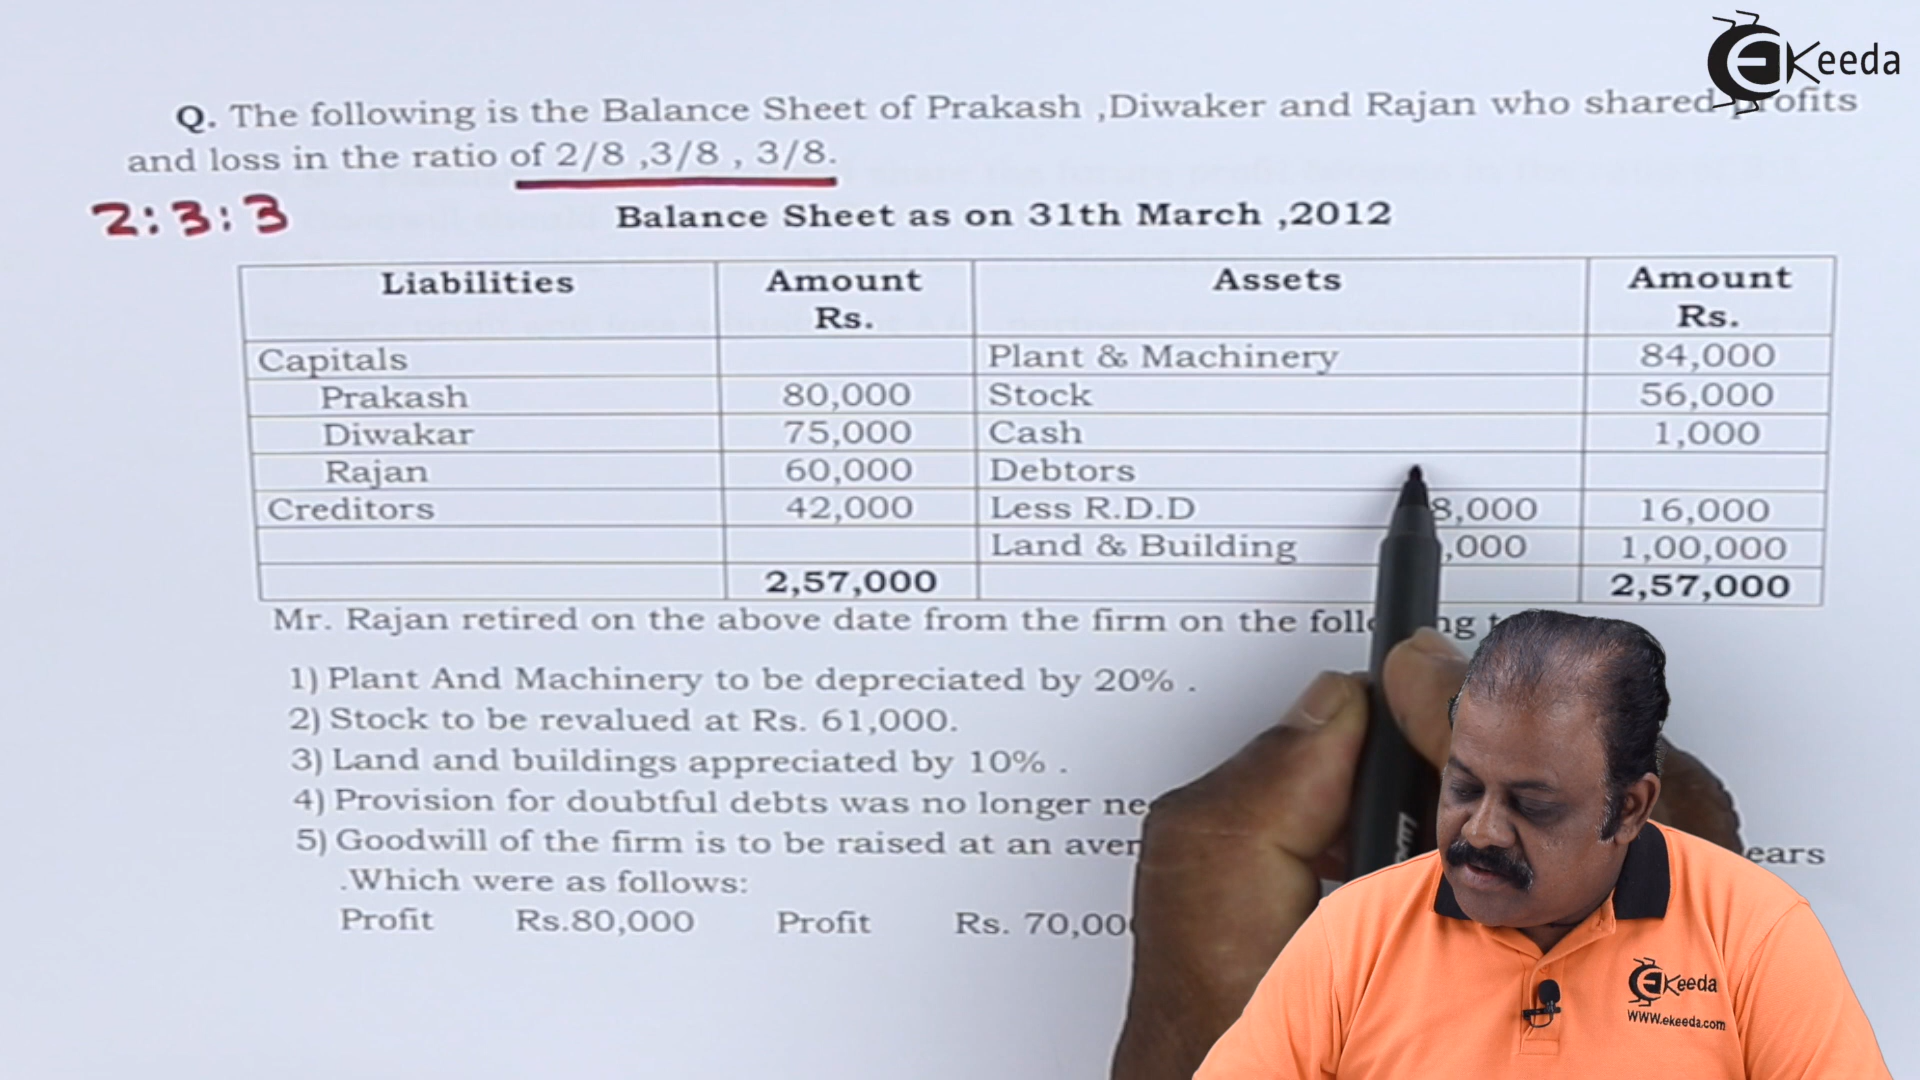 Keeda
Q. The following is the Balance Sheet of Prakash ,Diwaker and Rajan who shared profits
and loss in the ratio of 2/8 ,3/8 , 3/8.
2:3:3
Balance Sheet as on 31th March ,2012
Liabilities Amount Rs. Assets Amount Rs.
Capitals Plant & Machinery 84,000
Prakash 80,000 Stock 56,000
Diwakar 75,000 Cash 1,000
Rajan 60,000 Debtors
Creditors 42,000 Less R.D.D 8,000 16,000
Land & Building ,000 1,00,000
2,57,000 2,57,000
Mr. Rajan retired on the above date from the firm on the
1) Plant And Machinery to be depreciated by 20% .
2) Stock to be revalued at Rs. 61,000.
3) Land and buildings appreciated by 10% .
4) Provision for doubtful debts was no longer
5) Goodwill of the firm is to be raised at an
.Which were as follows:
Profit Rs.80,000 Profit Rs. 70,00
Keeda
WWW.ekeeda.com